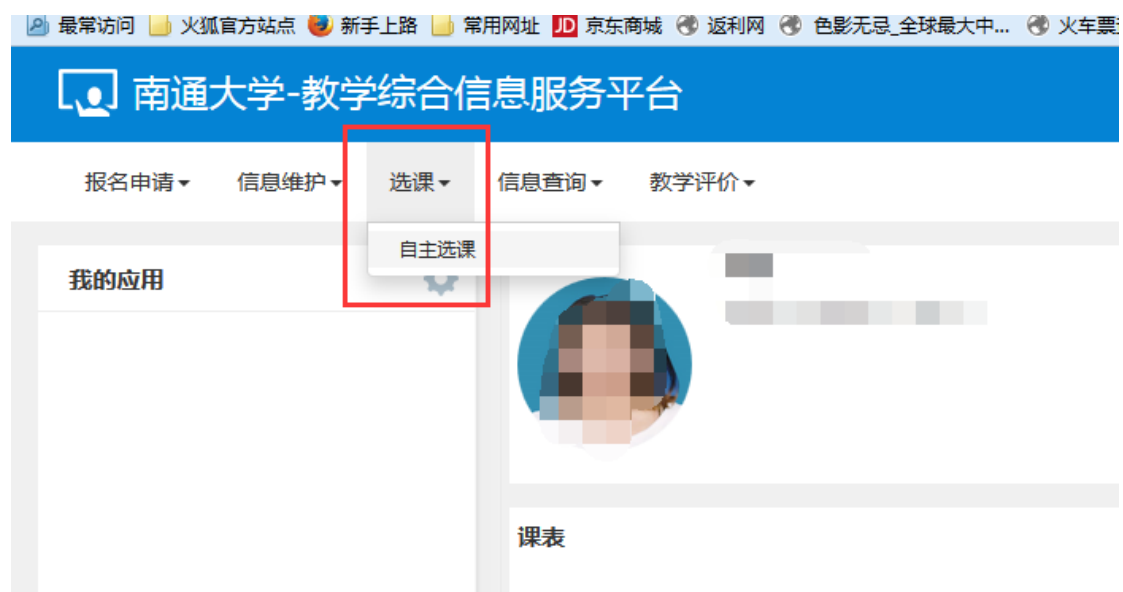 最常访问 火狐官方站点 新手上路 常用网址 JD 京东商城 返利网 色影无忌_全球最大中... 火车票
南通大学-教学综合信息服务平台
报名申请 信息维护 选课 信息查询 教学评价
自主选课
我的应用
课表